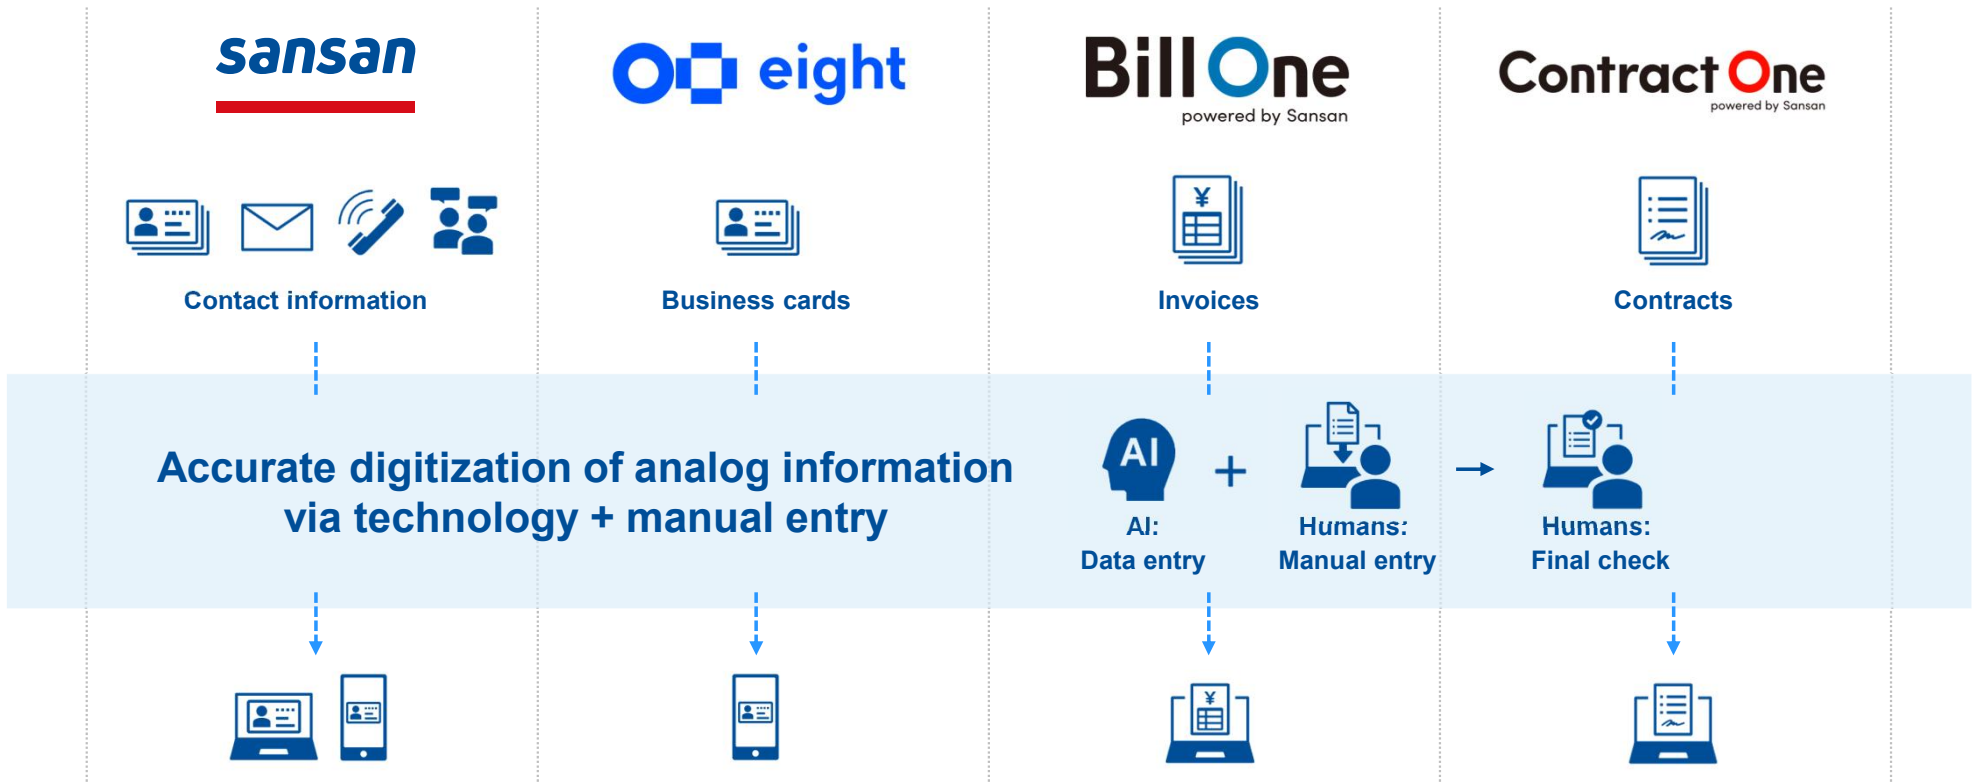 sansan
eight
Bill One
powered by Sansan
Contract One
powered by Sansan
¥
Contact information
Business cards
Invoices
Contracts
Accurate digitization of analog information
via technology + manual entry
AI
+
AI:
Data entry
Humans:
Manual entry
Humans:
Final check
¥